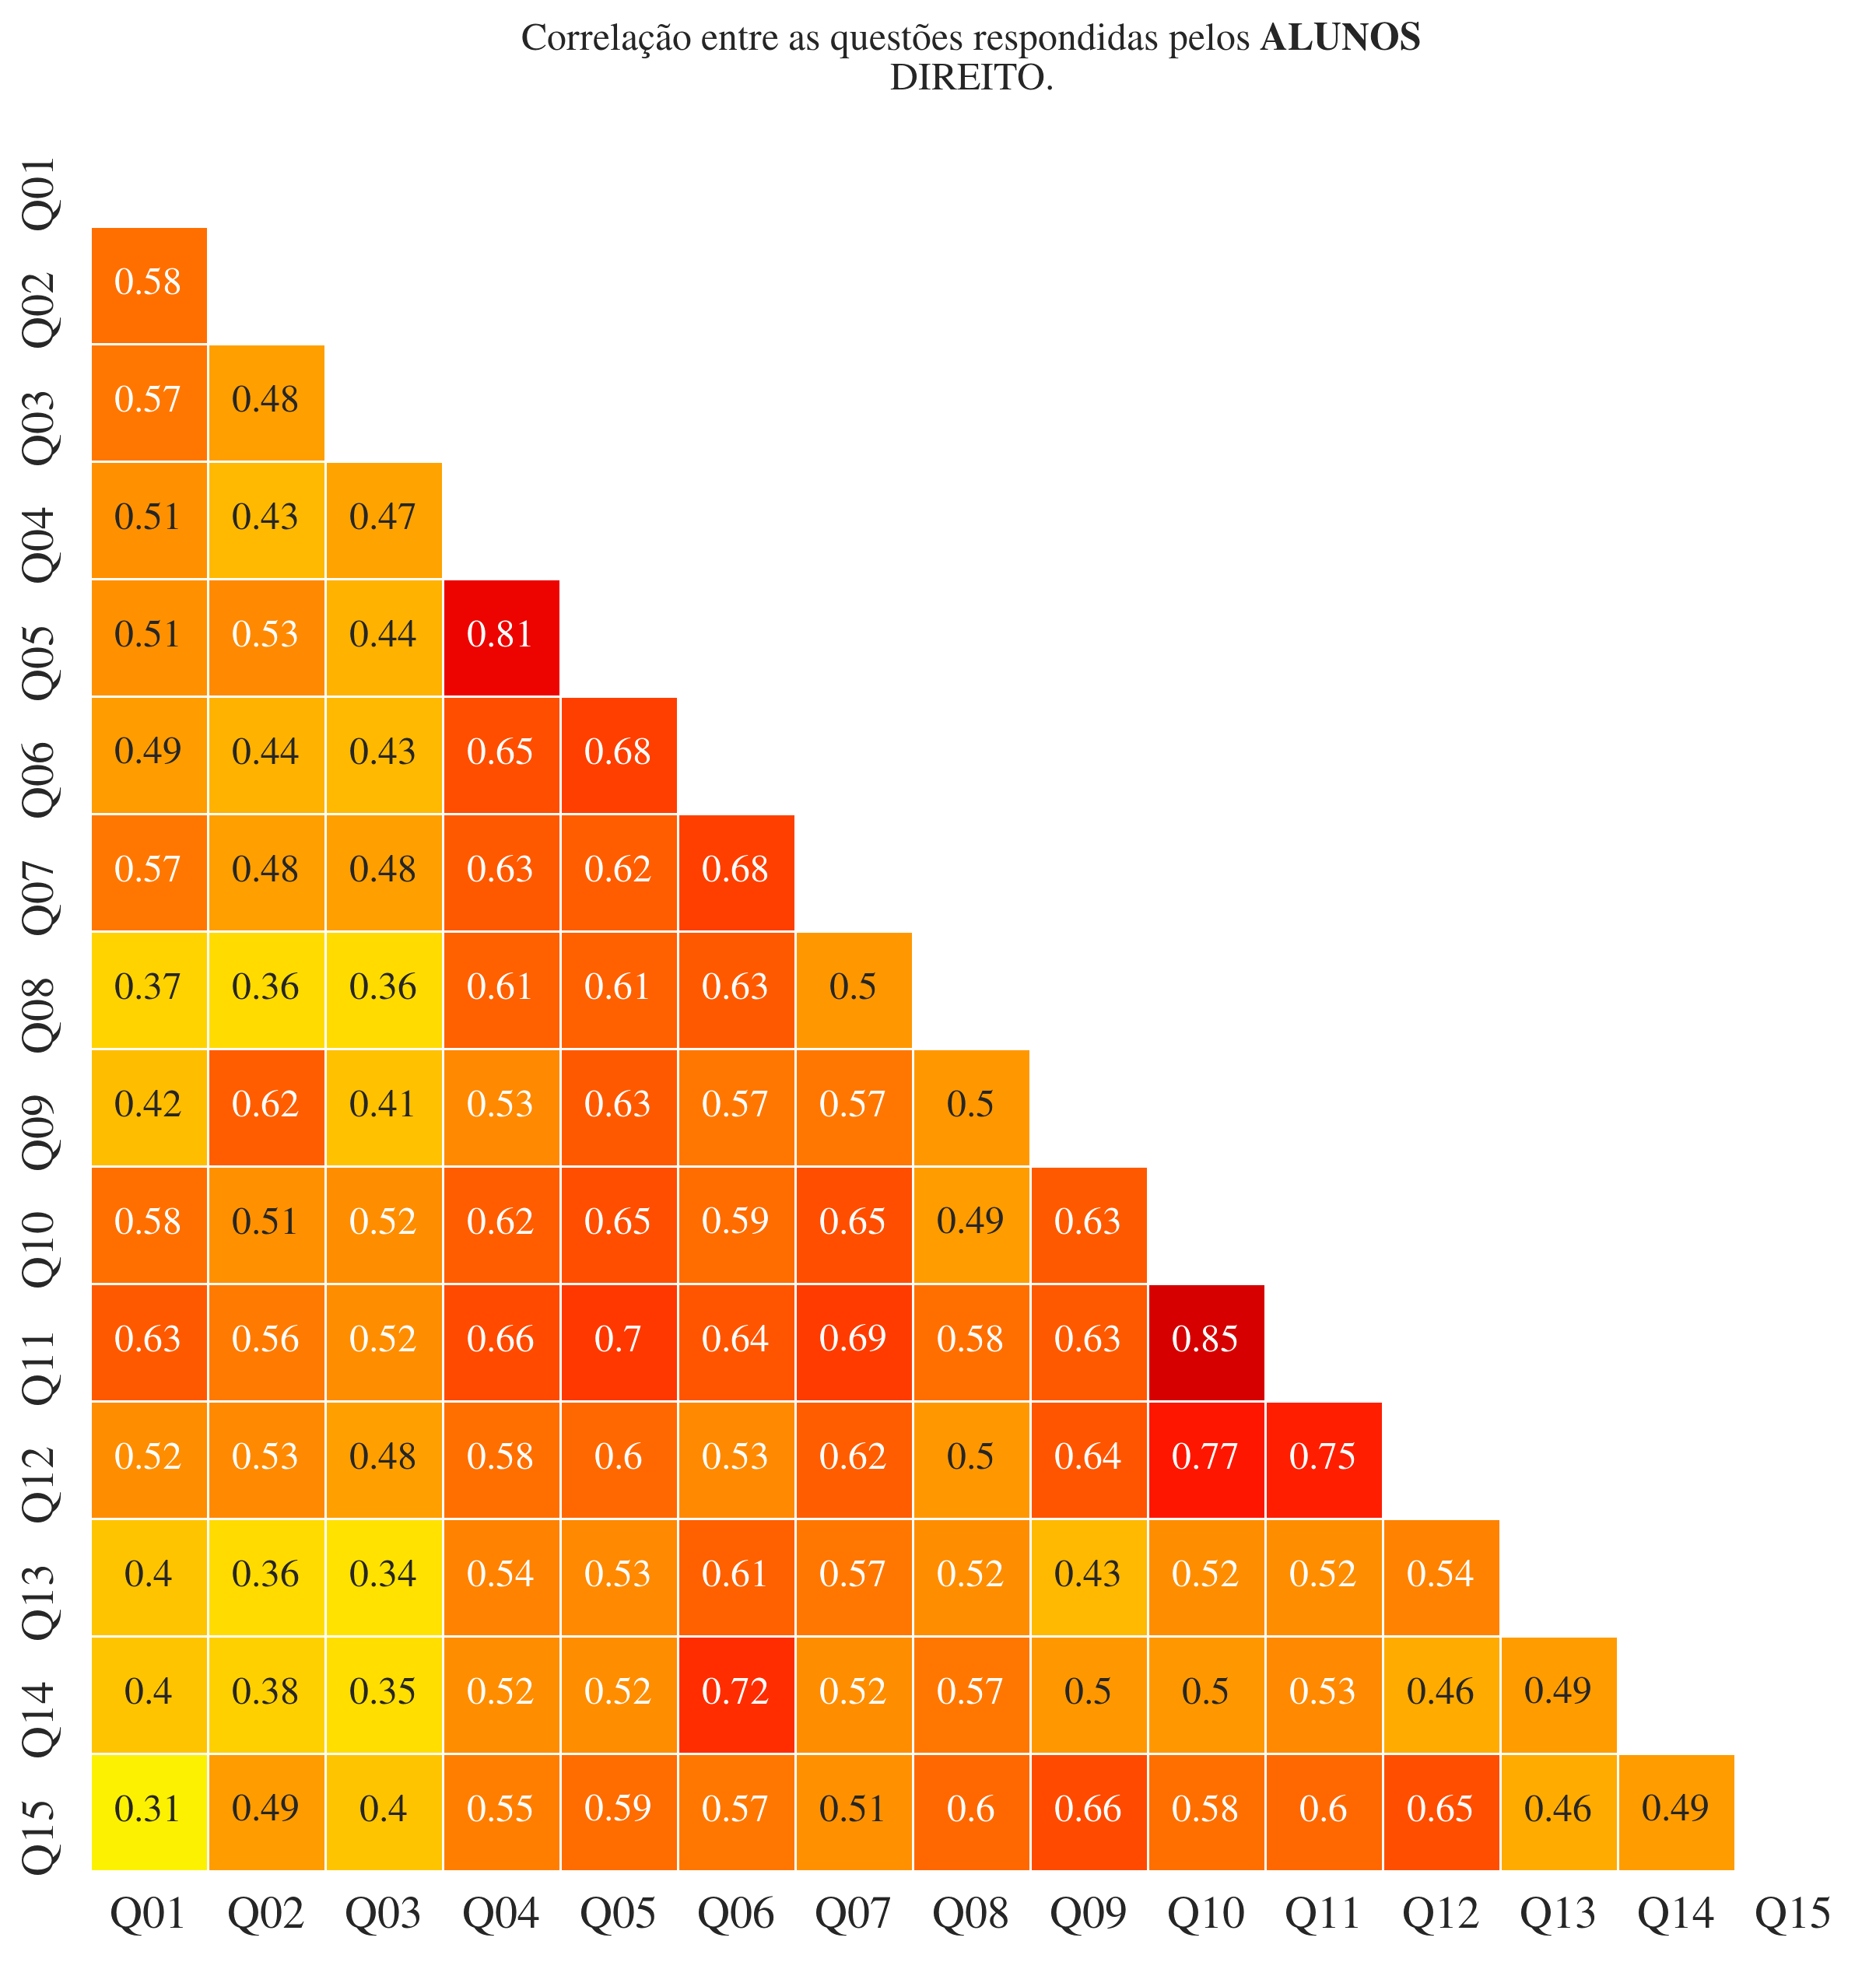 Correlação entre as questões respondidas pelos ALUNOS
DIREITO.
Q01
Q02 0.58
Q03 0.57 0.48
Q04 0.51 0.43 0.47
Q05 0.51 0.53 0.44 0.81
Q06 0.49 0.44 0.43 0.65 0.68
Q07 0.57 0.48 0.48 0.63 0.62 0.68
Q08 0.37 0.36 0.36 0.61 0.61 0.63 0.5
Q09 0.42 0.62 0.41 0.53 0.63 0.57 0.57 0.5
Q10 0.58 0.51 0.52 0.62 0.65 0.59 0.65 0.49 0.63
Q11 0.63 0.56 0.52 0.66 0.7 0.64 0.69 0.58 0.63 0.85
Q12 0.52 0.53 0.48 0.58 0.6 0.53 0.62 0.5 0.64 0.77 0.75
Q13 0.4 0.36 0.34 0.54 0.53 0.61 0.57 0.52 0.43 0.52 0.52 0.54
Q14 0.4 0.38 0.35 0.52 0.52 0.72 0.52 0.57 0.5 0.5 0.53 0.46 0.49
Q15 0.31 0.49 0.4 0.55 0.59 0.57 0.51 0.6 0.66 0.58 0.6 0.65 0.46 0.49
Q01 Q02 Q03 Q04 Q05 Q06 Q07 Q08 Q09 Q10 Q11 Q12 Q13 Q14 Q15